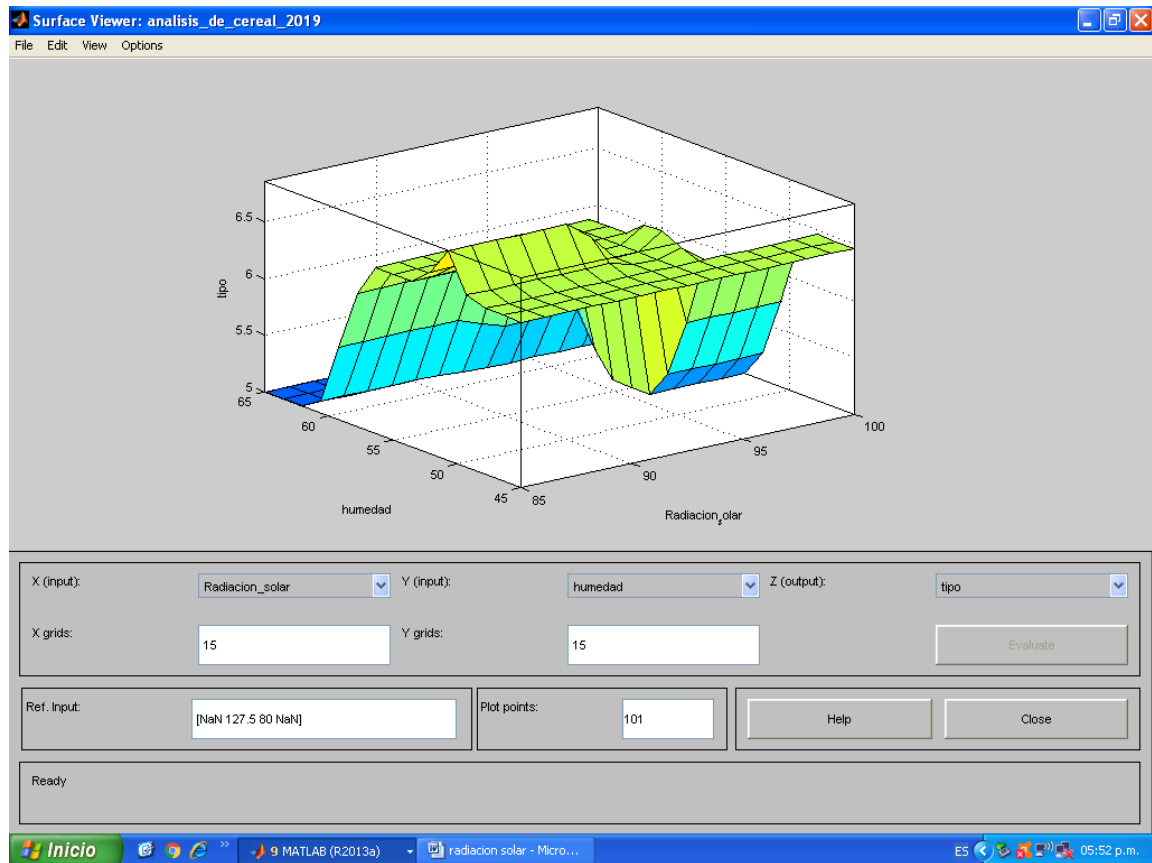 Surface Viewer: analisis_de_cereal_2019
File Edit View Options
6.5
6
5.5
5
tipo
65
60
55
50
45
humedad
85
90
95
100
Radiacion_solar
X (input):
Radiacion_solar
Y (input):
humedad
Z (output):
tipo
X grids:
15
Y grids:
15
Evaluate
Ref. Input:
[NaN 127.5 80 NaN]
Plot points:
101
Help
Close
Ready
Inicio
9 MATLAB (R2013a)
radiacion solar - Micro...
ES
05:52 p.m.